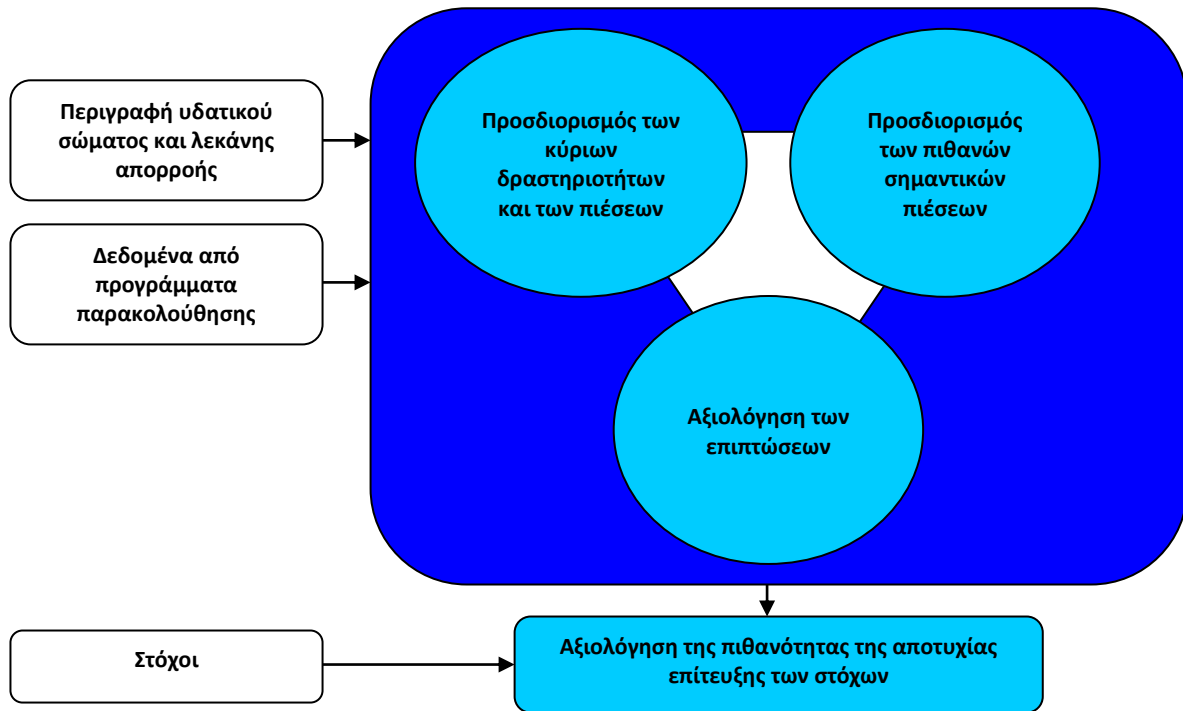 Περιγραφή υδατικού
σώματος και λεκάνης
απορροής
Δεδομένα από
προγράμματα
παρακολούθησης
Προσδιορισμός των
κύριων
δραστηριοτήτων
και των πιέσεων
Προσδιορισμός
των πιθανών
σημαντικών
πιέσεων
Αξιολόγηση των
επιπτώσεων
Στόχοι
Αξιολόγηση της πιθανότητας της αποτυχίας
επίτευξης των στόχων